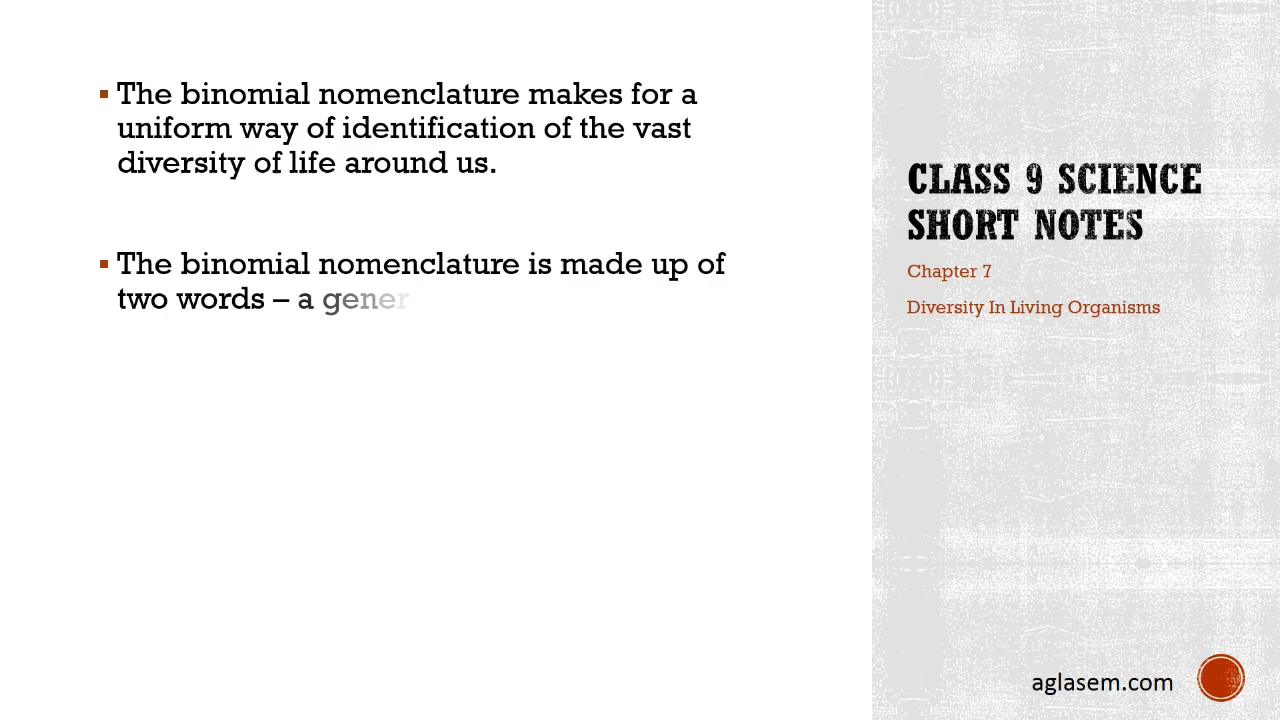 The binomial nomenclature makes for a
uniform way of identification of the vast
diversity of life around us.
The binomial nomenclature is made up of
two words – a gener
CLASS 9 SCIENCE
SHORT NOTES
Chapter 7
Diversity In Living Organisms
aglasem.com